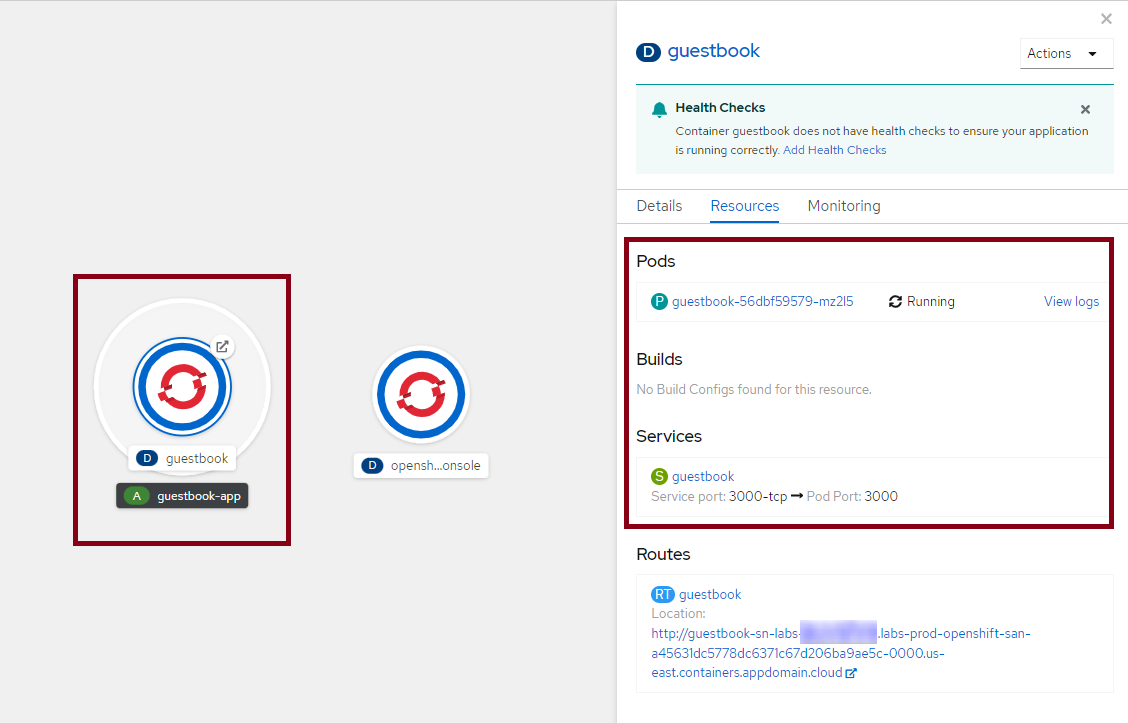 D guestbook
A guestbook-app
D opensh...onsole
D guestbook
Actions
Health Checks
Container guestbook does not have health checks to ensure your application
is running correctly. Add Health Checks
Details Resources Monitoring
Pods
P guestbook-56dbf59579-mz2l5 Running View logs
Builds
No Build Configs found for this resource.
Services
S guestbook
Service port: 3000-tcp → Pod Port: 3000
Routes
RT guestbook
Location:
http://guestbook-sn-labs- .labs-prod-openshift-san-
a45631dc5778dc6371c67d206ba9ae5c-0000.us-
east.containers.appdomain.cloud